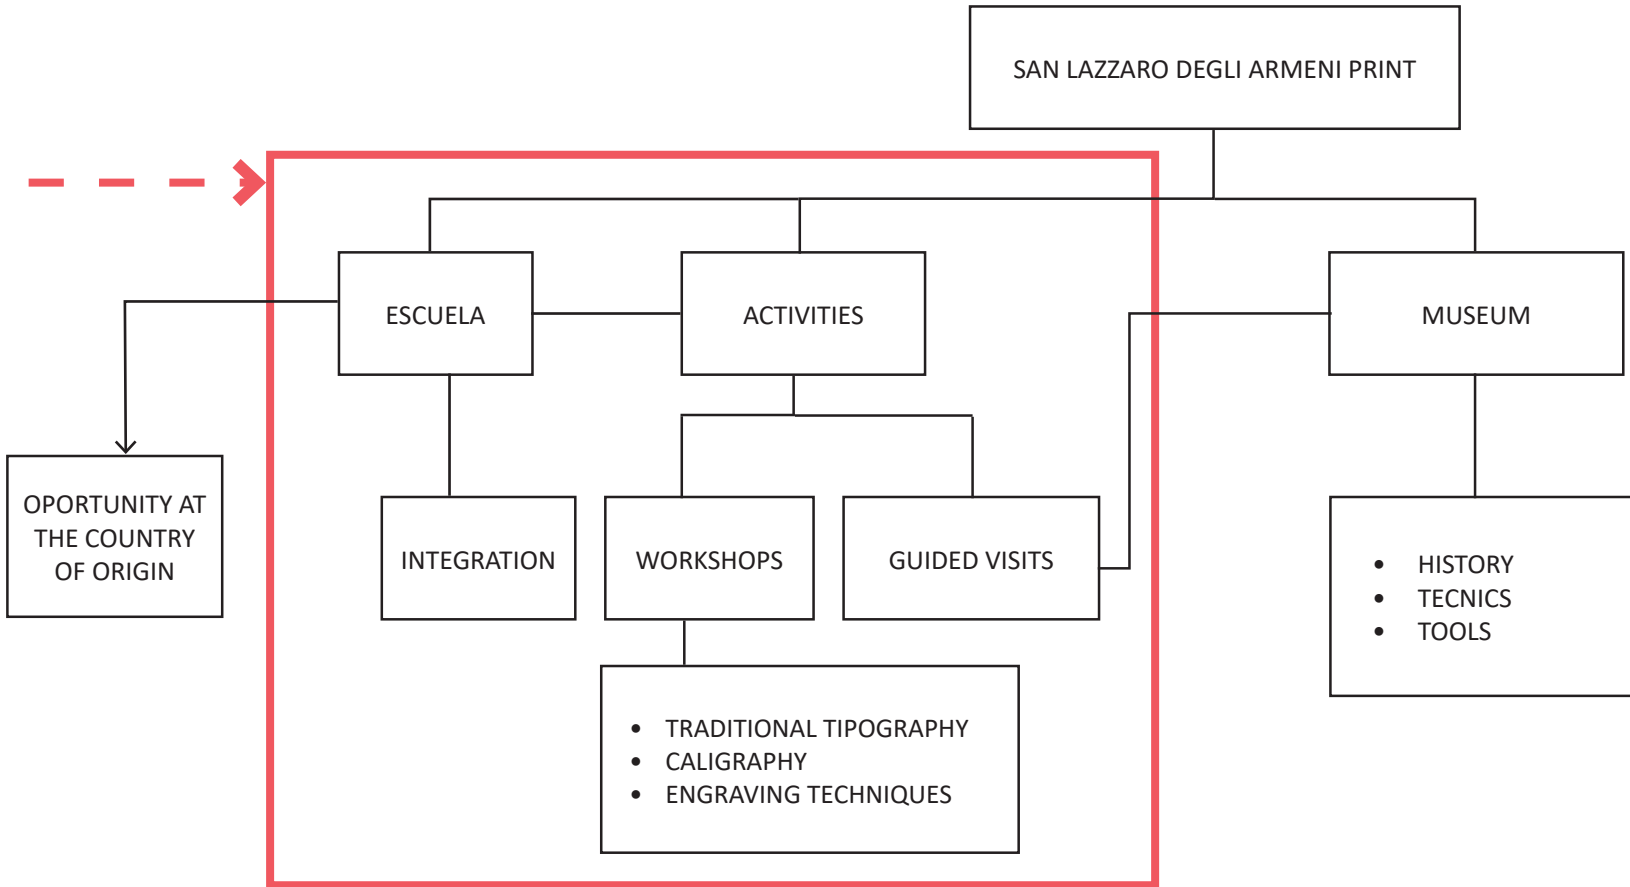 SAN LAZZARO DEGLI ARMENI PRINT
ESCUELA
ACTIVITIES
MUSEUM
OPORTUNITY AT
THE COUNTRY
OF ORIGIN
INTEGRATION
WORKSHOPS
GUIDED VISITS
• HISTORY
• TECNICS
• TOOLS
• TRADITIONAL TIPOGRAPHY
• CALIGRAPHY
• ENGRAVING TECHNIQUES